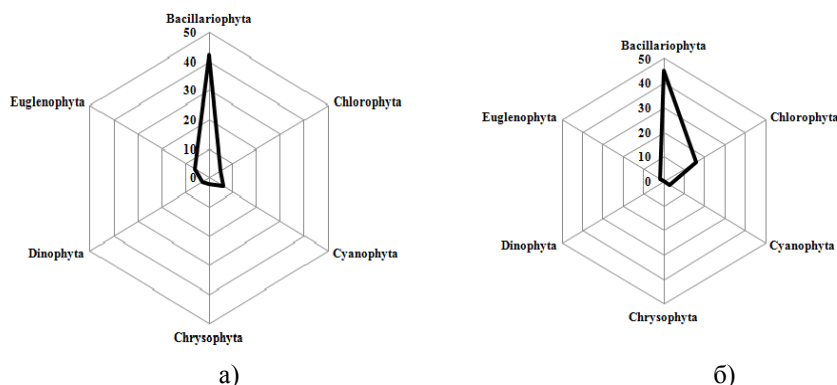 Bacillariophyta
50
40
30
20
10
0
Euglenophyta
Chlorophyta
Dinophyta
Cyanophyta
Chrysophyta
а)
Bacillariophyta
50
40
30
20
10
0
Euglenophyta
Chlorophyta
Dinophyta
Cyanophyta
Chrysophyta
б)